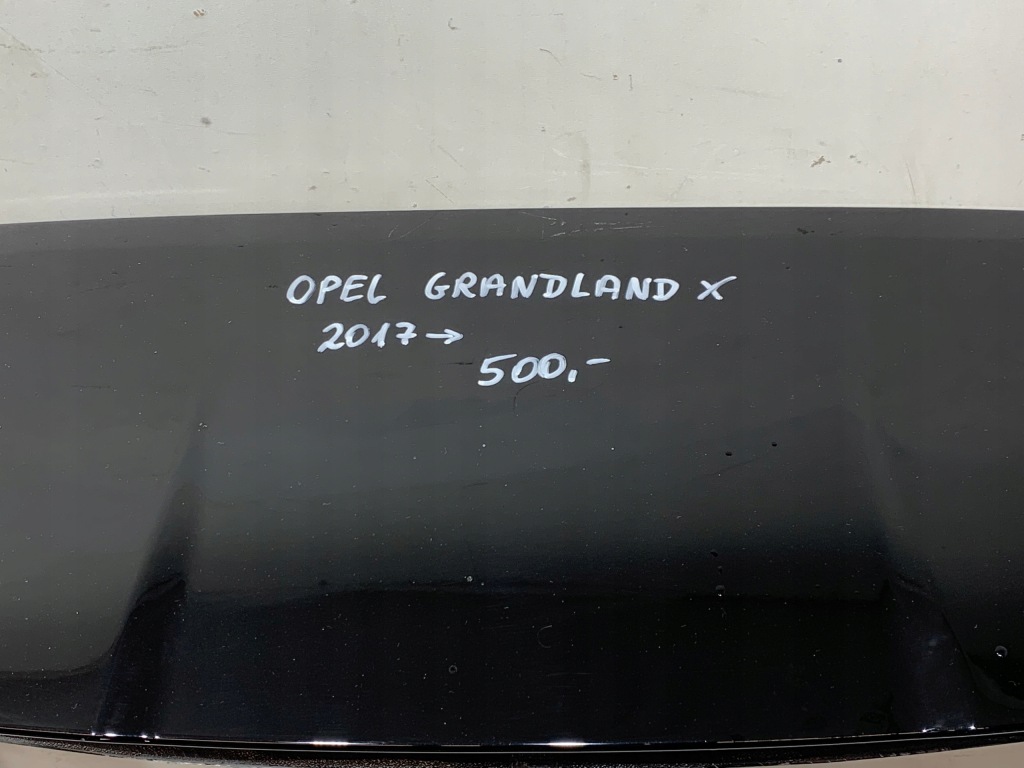 OPEL GRANDLAND X
2017→
500,-